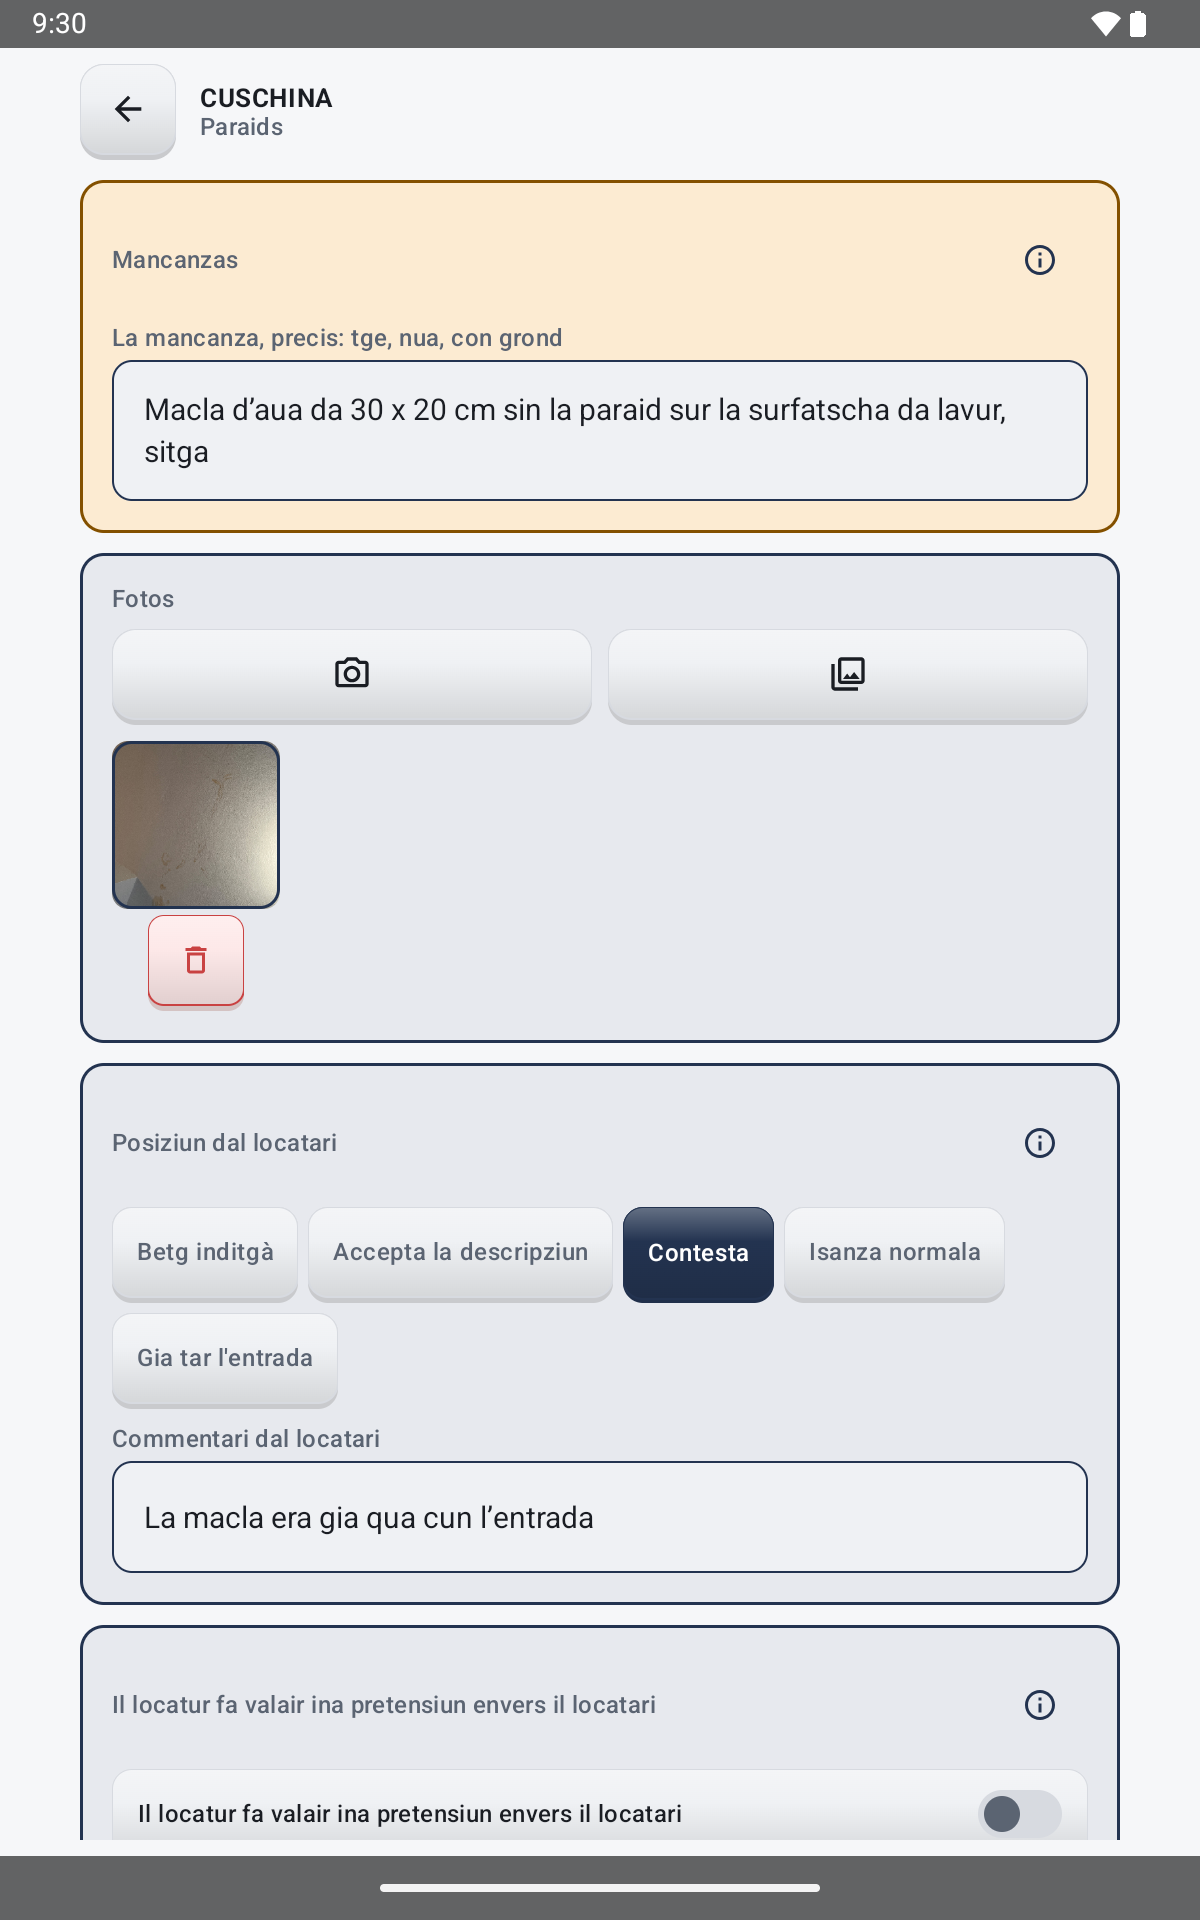 9:30
CUSCHINA
Paraids
Mancanzas
La mancanza, precis: tge, nua, con grond
Macla d’aua da 30 x 20 cm sin la paraid sur la surfatscha da lavur,
sitga
Fotos
Posiziun dal locatari
Betg inditgà
Accepta la descripziun
Contesta
Isanza normala
Gia tar l'entrada
Commentari dal locatari
La macla era gia qua cun l’entrada
Il locatur fa valair ina pretensiun envers il locatari
Il locatur fa valair ina pretensiun envers il locatari